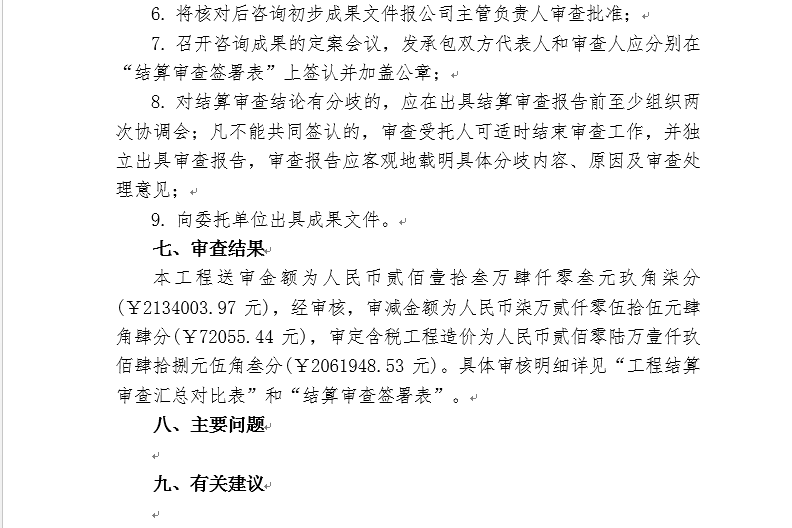 6. 将核对后咨询初步成果文件报公司主管负责人审查批准；
7. 召开咨询成果的定案会议，发承包双方代表人和审查人应分别在
“结算审查签署表”上签认并加盖公章；
8. 对结算审查结论有分歧的，应在出具结算审查报告前至少组织两
次协调会；凡不能共同签认的，审查受托人可适时结束审查工作，并独
立出具审查报告，审查报告应客观地载明具体分歧内容、原因及审查处
理意见；
9. 向委托单位出具成果文件。
七、审查结果
本工程送审金额为人民币贰佰壹拾叁万肆仟零叁元玖角柒分
(￥2134003.97 元)，经审核，审减金额为人民币柒万贰仟零伍拾伍元肆
角肆分(￥72055.44 元)，审定含税工程造价为人民币贰佰零陆万壹仟玖
佰肆拾捌元伍角叁分(￥2061948.53 元)。具体审核明细详见“工程结算
审查汇总对比表”和“结算审查签署表”。
八、主要问题
九、有关建议